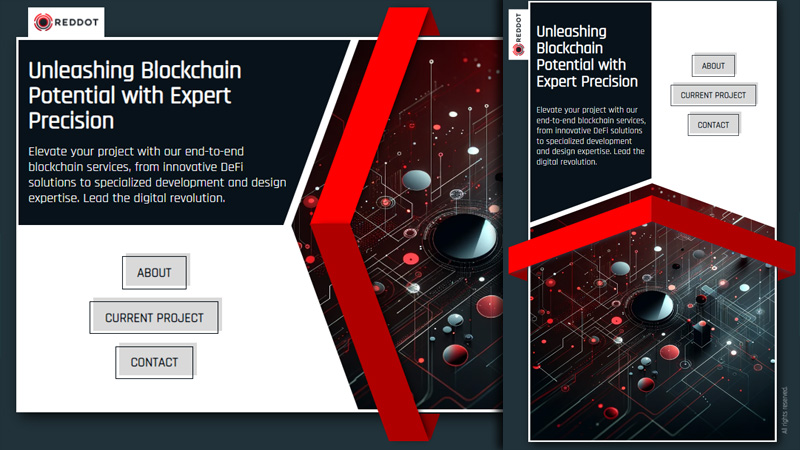 REDDOT
Unleashing Blockchain
Potential with Expert
Precision
Elevate your project with our end-to-end
blockchain services, from innovative DeFi
solutions to specialized development and design
expertise. Lead the digital revolution.
ABOUT
CURRENT PROJECT
CONTACT
REDDOT
Unleashing
Blockchain
Potential with
Expert Precision
Elevate your project with our
end-to-end blockchain services,
from innovative DeFi solutions
to specialized development
and design expertise. Lead the
digital revolution.
ABOUT
CURRENT PROJECT
CONTACT
All rights reserved.